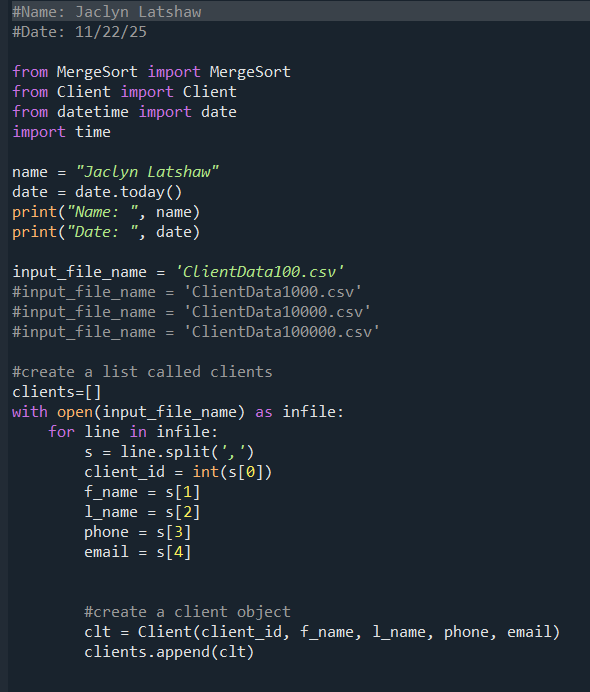 #Name: Jaclyn Latshaw
#Date: 11/22/25

from MergeSort import MergeSort
from Client import Client
from datetime import date
import time

name = "Jaclyn Latshaw"
date = date.today()
print("Name: ", name)
print("Date: ", date)

input_file_name = 'ClientData100.csv'
#input_file_name = 'ClientData1000.csv'
#input_file_name = 'ClientData10000.csv'
#input_file_name = 'ClientData100000.csv'

#create a list called clients
clients=[]
with open(input_file_name) as infile:
    for line in infile:
        s = line.split(',')
        client_id = int(s[0])
        f_name = s[1]
        l_name = s[2]
        phone = s[3]
        email = s[4]


        #create a client object
        clt = Client(client_id, f_name, l_name, phone, email)
        clients.append(clt)